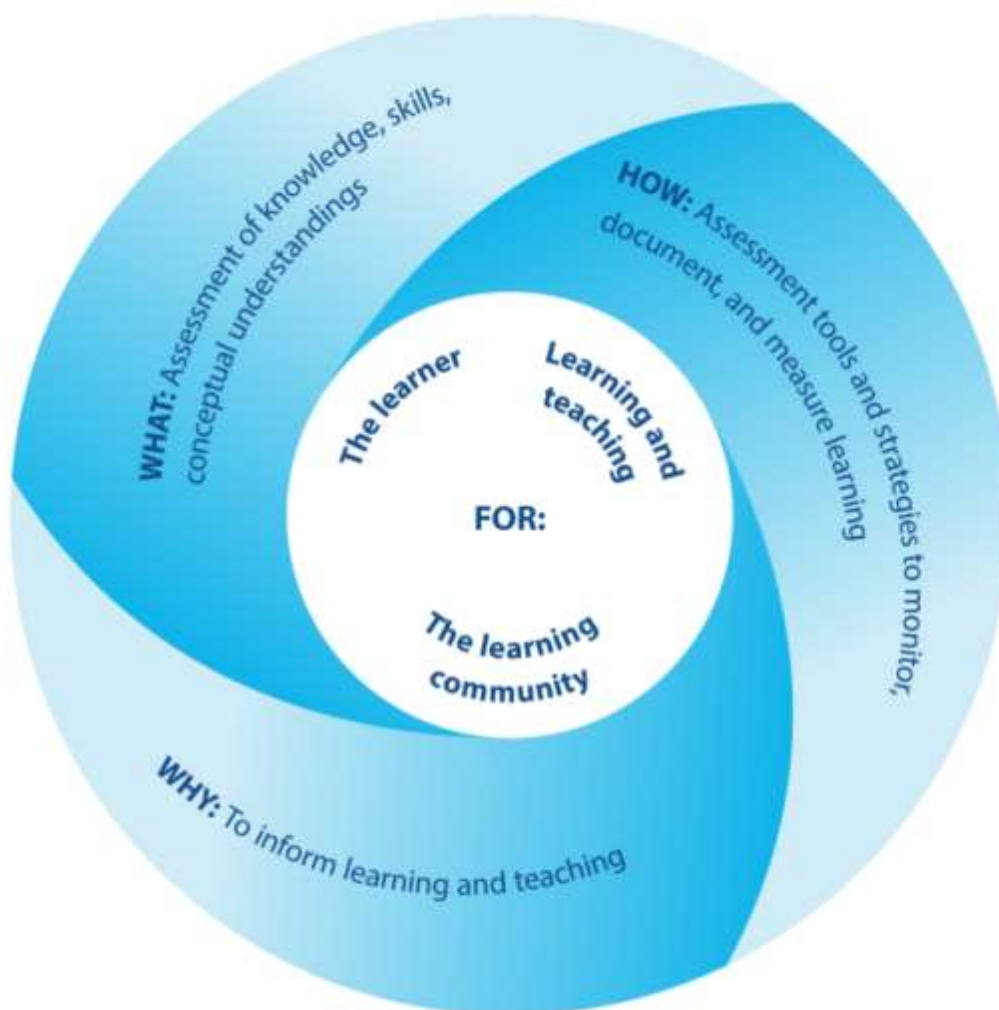 WHAT: Assessment of knowledge, skills,
conceptual understandings
HOW: Assessment tools and strategies to monitor,
document, and measure learning
The learner
Learning and
teaching
FOR:
The learning
community
WHY: To inform learning and teaching